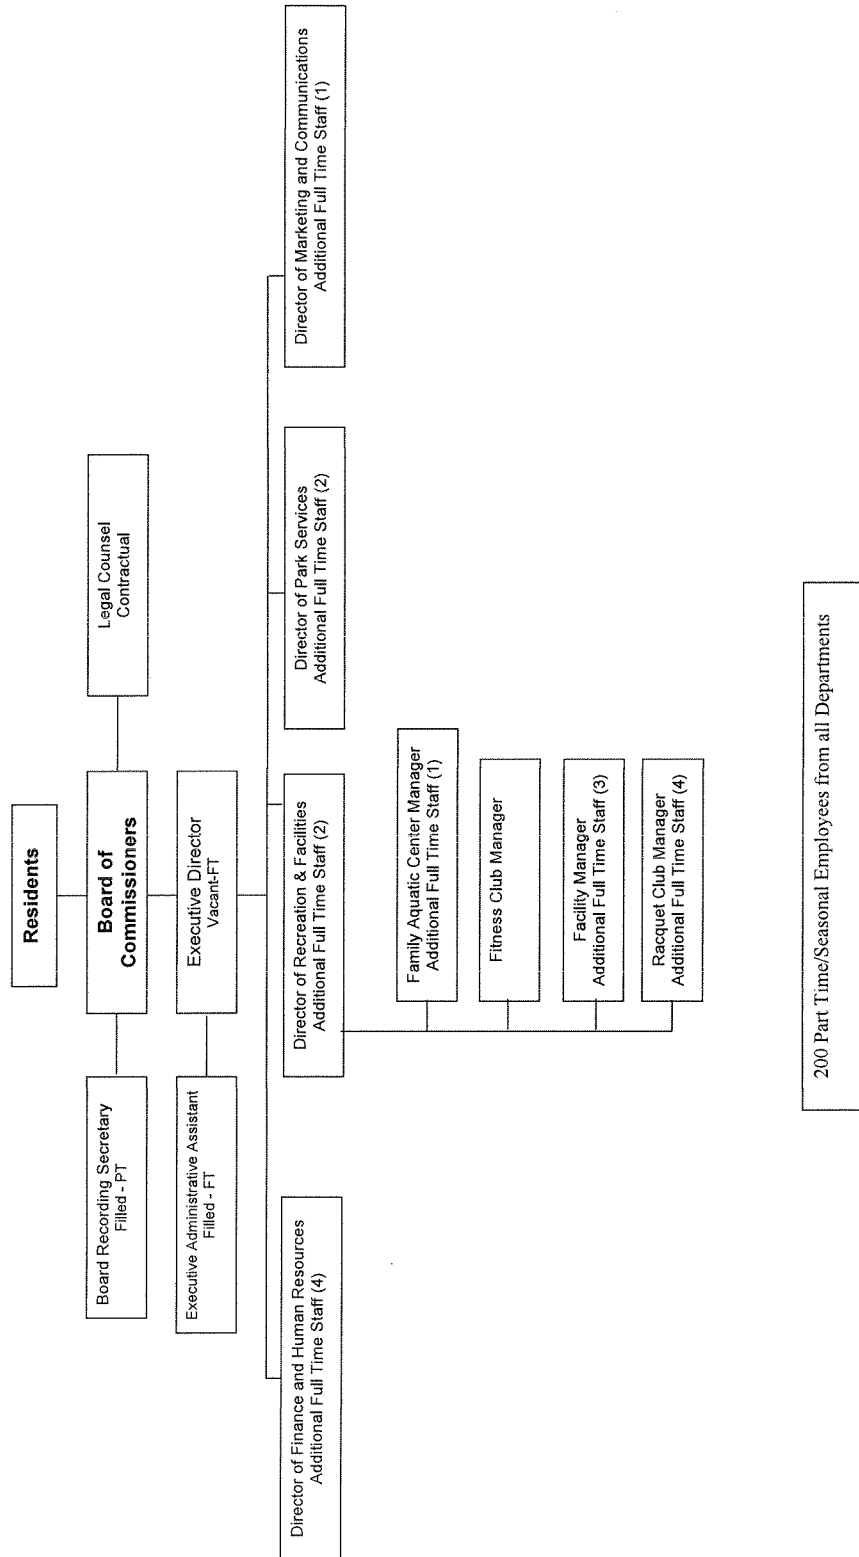 Residents
Board of
Commissioners
Board Recording Secretary
Filled - PT
Legal Counsel
Contractual
Executive Administrative Assistant
Filled - FT
Executive Director
Vacant-FT
Director of Finance and Human Resources
Additional Full Time Staff (4)
Director of Recreation & Facilities
Additional Full Time Staff (2)
Director of Park Services
Additional Full Time Staff (2)
Director of Marketing and Communications
Additional Full Time Staff (1)
Family Aquatic Center Manager
Additional Full Time Staff (1)
Fitness Club Manager
Facility Manager
Additional Full Time Staff (3)
Racquet Club Manager
Additional Full Time Staff (4)
200 Part Time/Seasonal Employees from all Departments